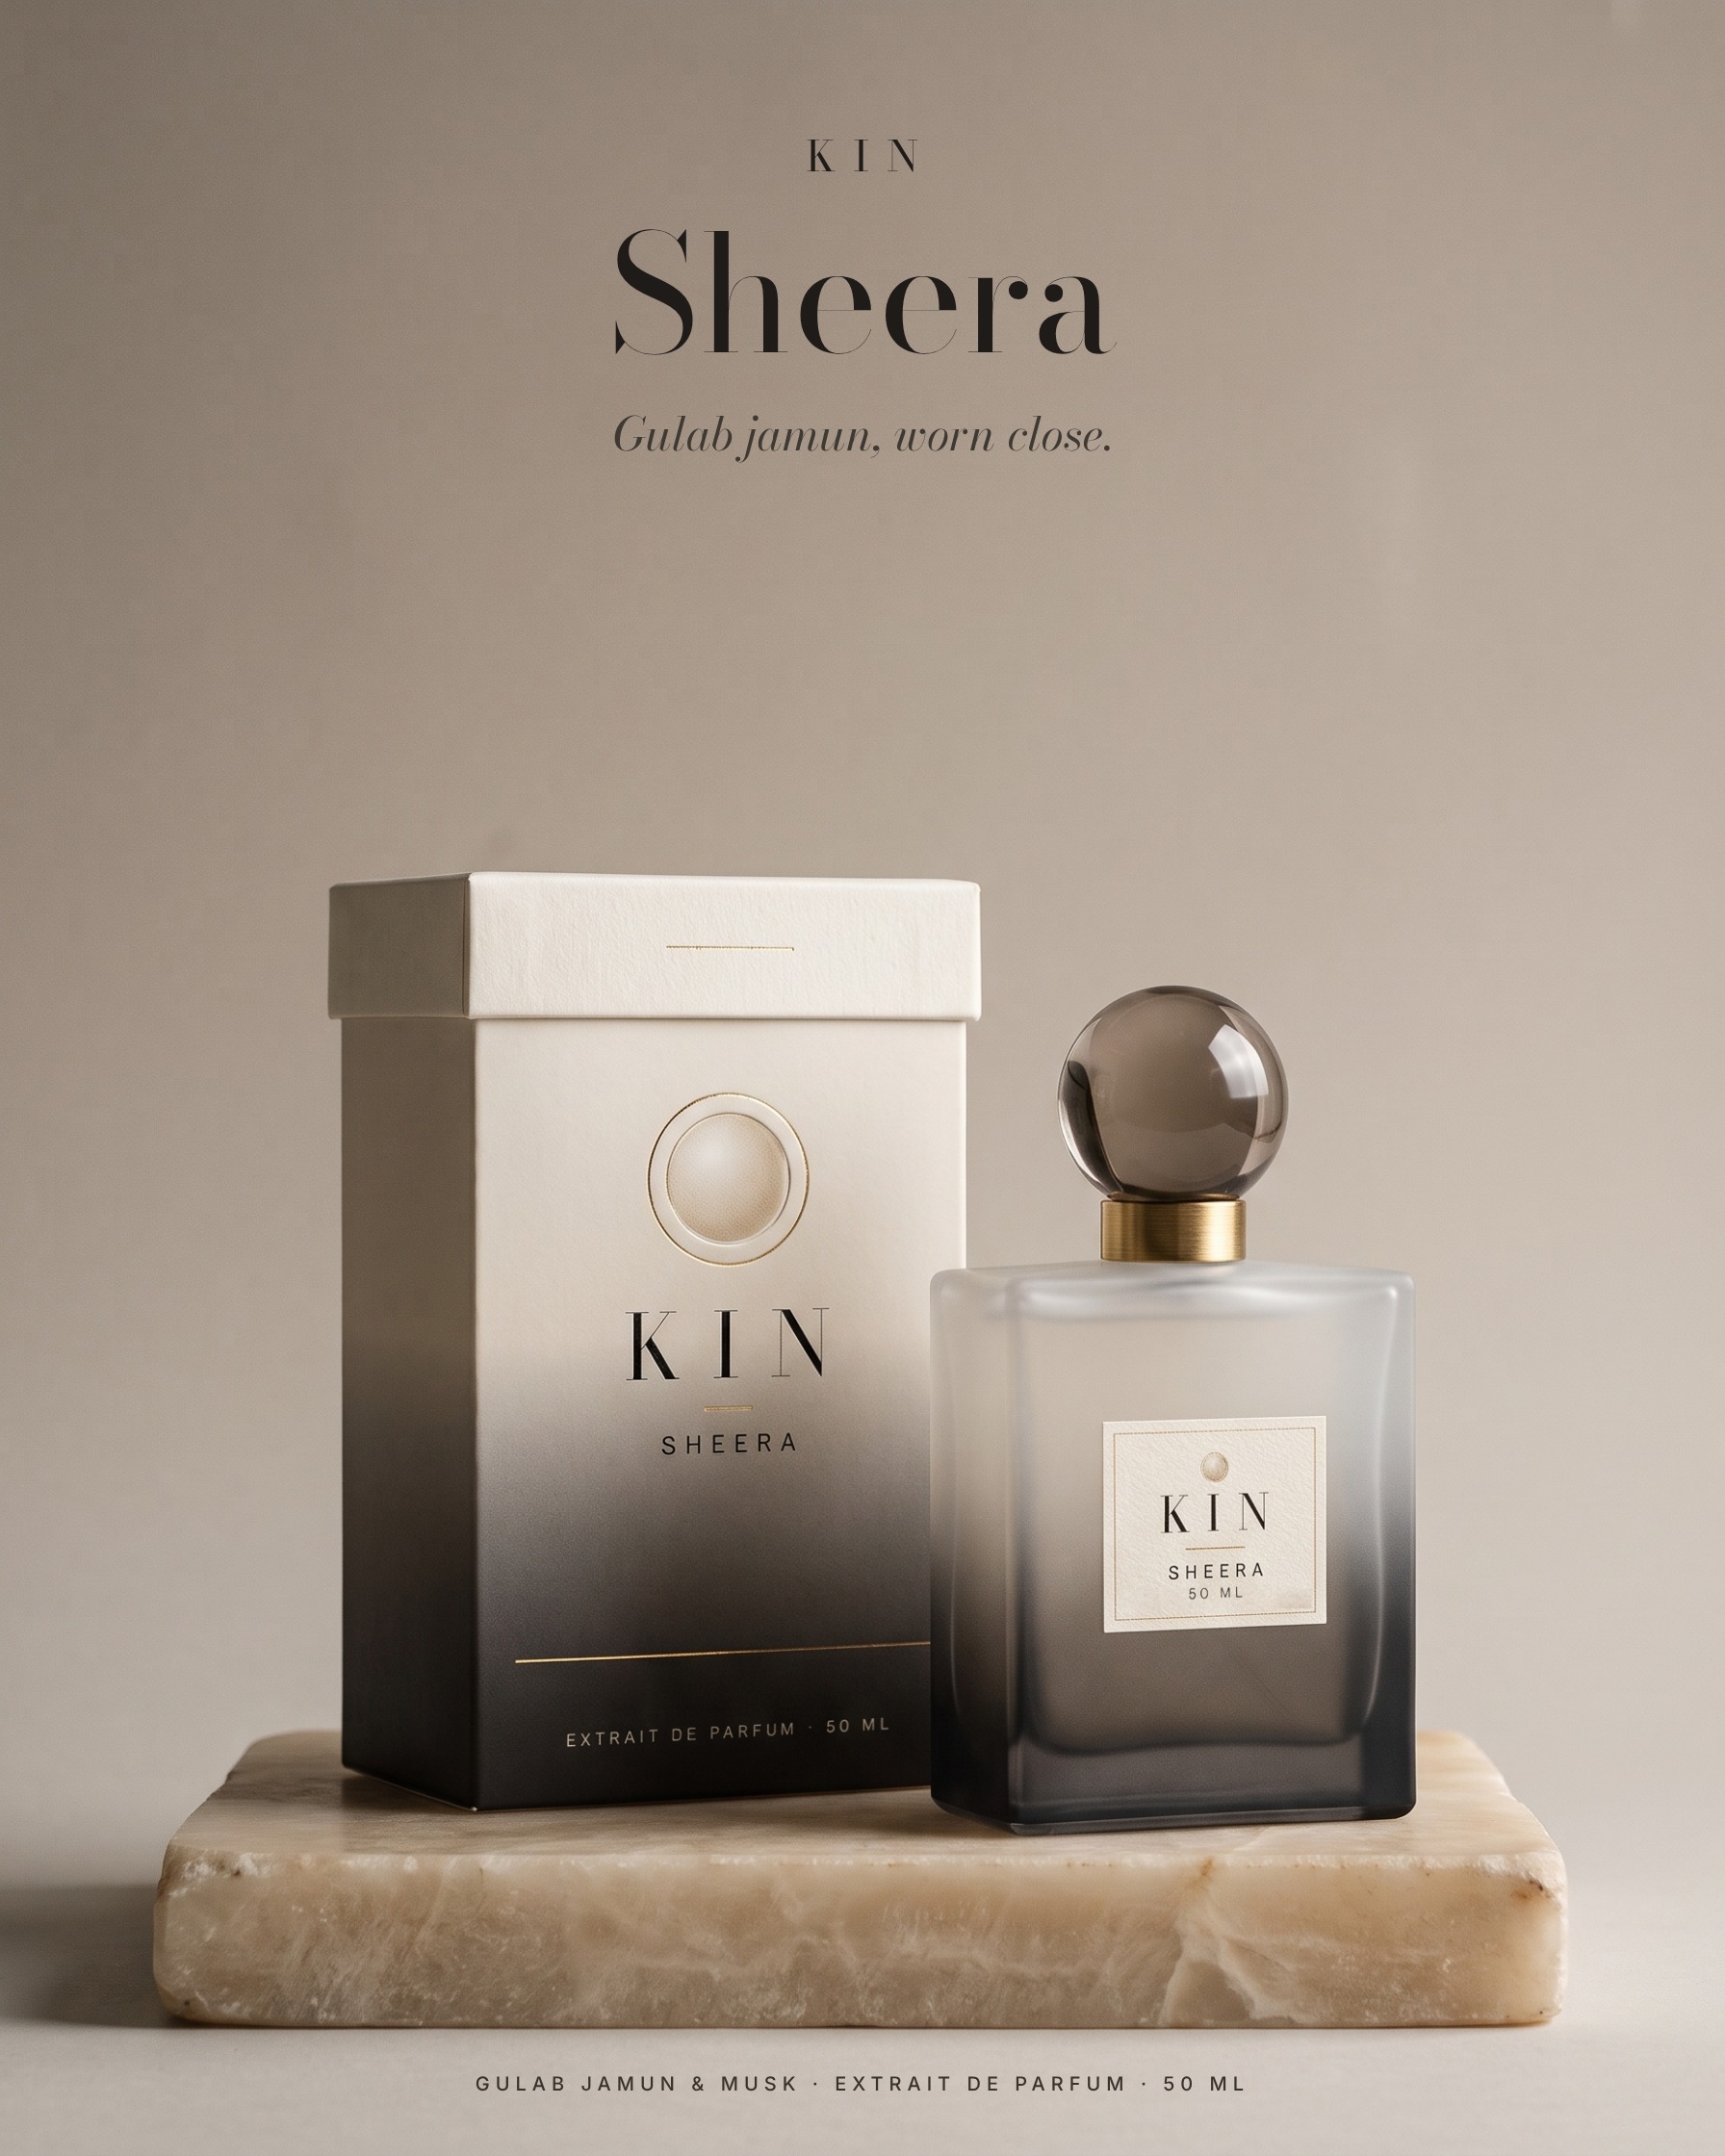 KIN
Sheera
Gulab jamun, worn close.
KIN
SHEERA
EXTRAIT DE PARFUM · 50 ML
KIN
SHEERA
50 ML
GULAB JAMUN & MUSK · EXTRAIT DE PARFUM · 50 ML